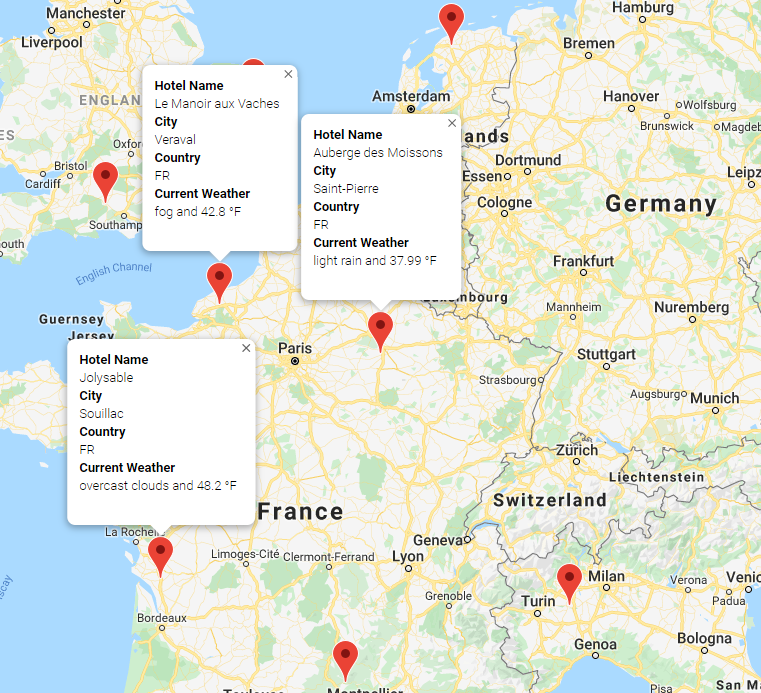 Manchester
Liverpool
Hamburg
Bremen
ENGLAN
Amsterdam
Hanover
Wolfsburg
Brunswick
Magdeb
ES
Oxfor
Bristol
Cardiff
lands
Dortmund
Essen
Leipz
Cologne
Germany
Southamp
outh
English Channel
Frankfurt
Luxembourg
Mannheim
Nuremberg
Guernsey
Jersey
Paris
Stuttgart
Strasbourg
Augsburg
Munich
Zürich
Liechtenstein
Switzerland
France
La Rochelle
Limoges-Cité
Clermont-Ferrand
Lyon
Geneva
Grenoble
Milan
Turin
Verona
Venic
Padua
Bordeaux
Genoa
Bologna
Pisa
San Ma
Toulouse
Montpellier
scay
Hotel Name
Le Manoir aux Vaches
City
Veraval
Country
FR
Current Weather
fog and 42.8 °F
Hotel Name
Auberge des Moissons
City
Saint-Pierre
Country
FR
Current Weather
light rain and 37.99 °F
Hotel Name
Jolysable
City
Souillac
Country
FR
Current Weather
overcast clouds and 48.2 °F